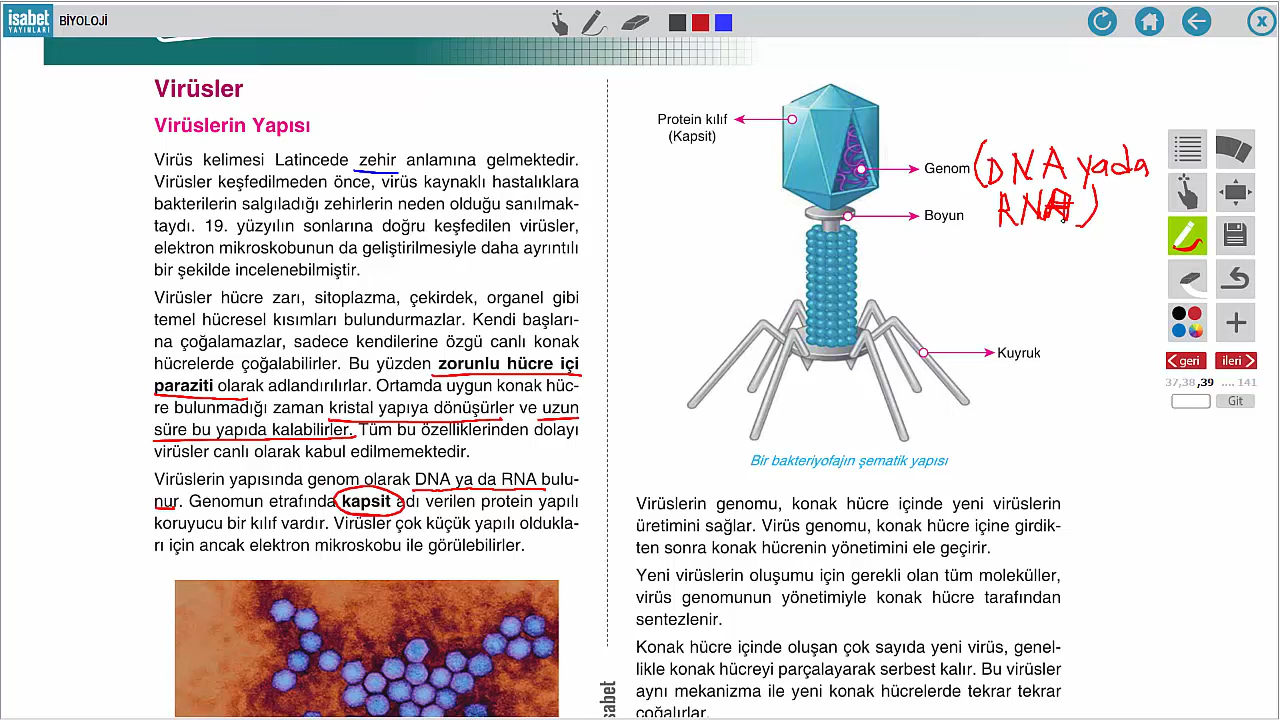 isabet
YAYINLARI
BİYOLOJİ
Virüsler
Virüslerin Yapısı
Virüs kelimesi Latincede zehir anlamına gelmektedir.
Virüsler keşfedilmeden önce, virüs kaynaklı hastalıklara
bakterilerin salgıladığı zehirlerin neden olduğu sanılmak-
taydı. 19. yüzyılın sonlarına doğru keşfedilen virüsler,
elektron mikroskobunun da geliştirilmesiyle daha ayrıntılı
bir şekilde incelenebilmiştir.
Virüsler hücre zarı, sitoplazma, çekirdek, organel gibi
temel hücresel kısımları bulundurmazlar. Kendi başları-
na çoğalamazlar, sadece kendilerine özgü canlı konak
hücrelerde çoğalabilirler. Bu yüzden zorunlu hücre içi
paraziti olarak adlandırılırlar. Ortamda uygun konak hüc-
re bulunmadığı zaman kristal yapıya dönüşürler ve uzun
süre bu yapıda kalabilirler. Tüm bu özelliklerinden dolayı
virüsler canlı olarak kabul edilmemektedir.
Virüslerin yapısında genom olarak DNA ya da RNA bulu-
nur. Genomun etrafında kapsit adı verilen protein yapılı
koruyucu bir kılıf vardır. Virüsler çok küçük yapılı oldukla-
rı için ancak elektron mikroskobu ile görülebilirler.
Protein kılıf
(Kapsit)
Genom (DNA yada
RNA)
Boyun
Kuyruk
Bir bakteriyofajın şematik yapısı
Virüslerin genomu, konak hücre içinde yeni virüslerin
üretimini sağlar. Virüs genomu, konak hücre içine girdik-
ten sonra konak hücrenin yönetimini ele geçirir.
Yeni virüslerin oluşumu için gerekli olan tüm moleküller,
virüs genomunun yönetimiyle konak hücre tarafından
sentezlenir.
Konak hücre içinde oluşan çok sayıda yeni virüs, genel-
likle konak hücreyi parçalayarak serbest kalır. Bu virüsler
aynı mekanizma ile yeni konak hücrelerde tekrar tekrar
çoğalırlar.
isabet
geri
ileri
37,38,39 .... 141
Git